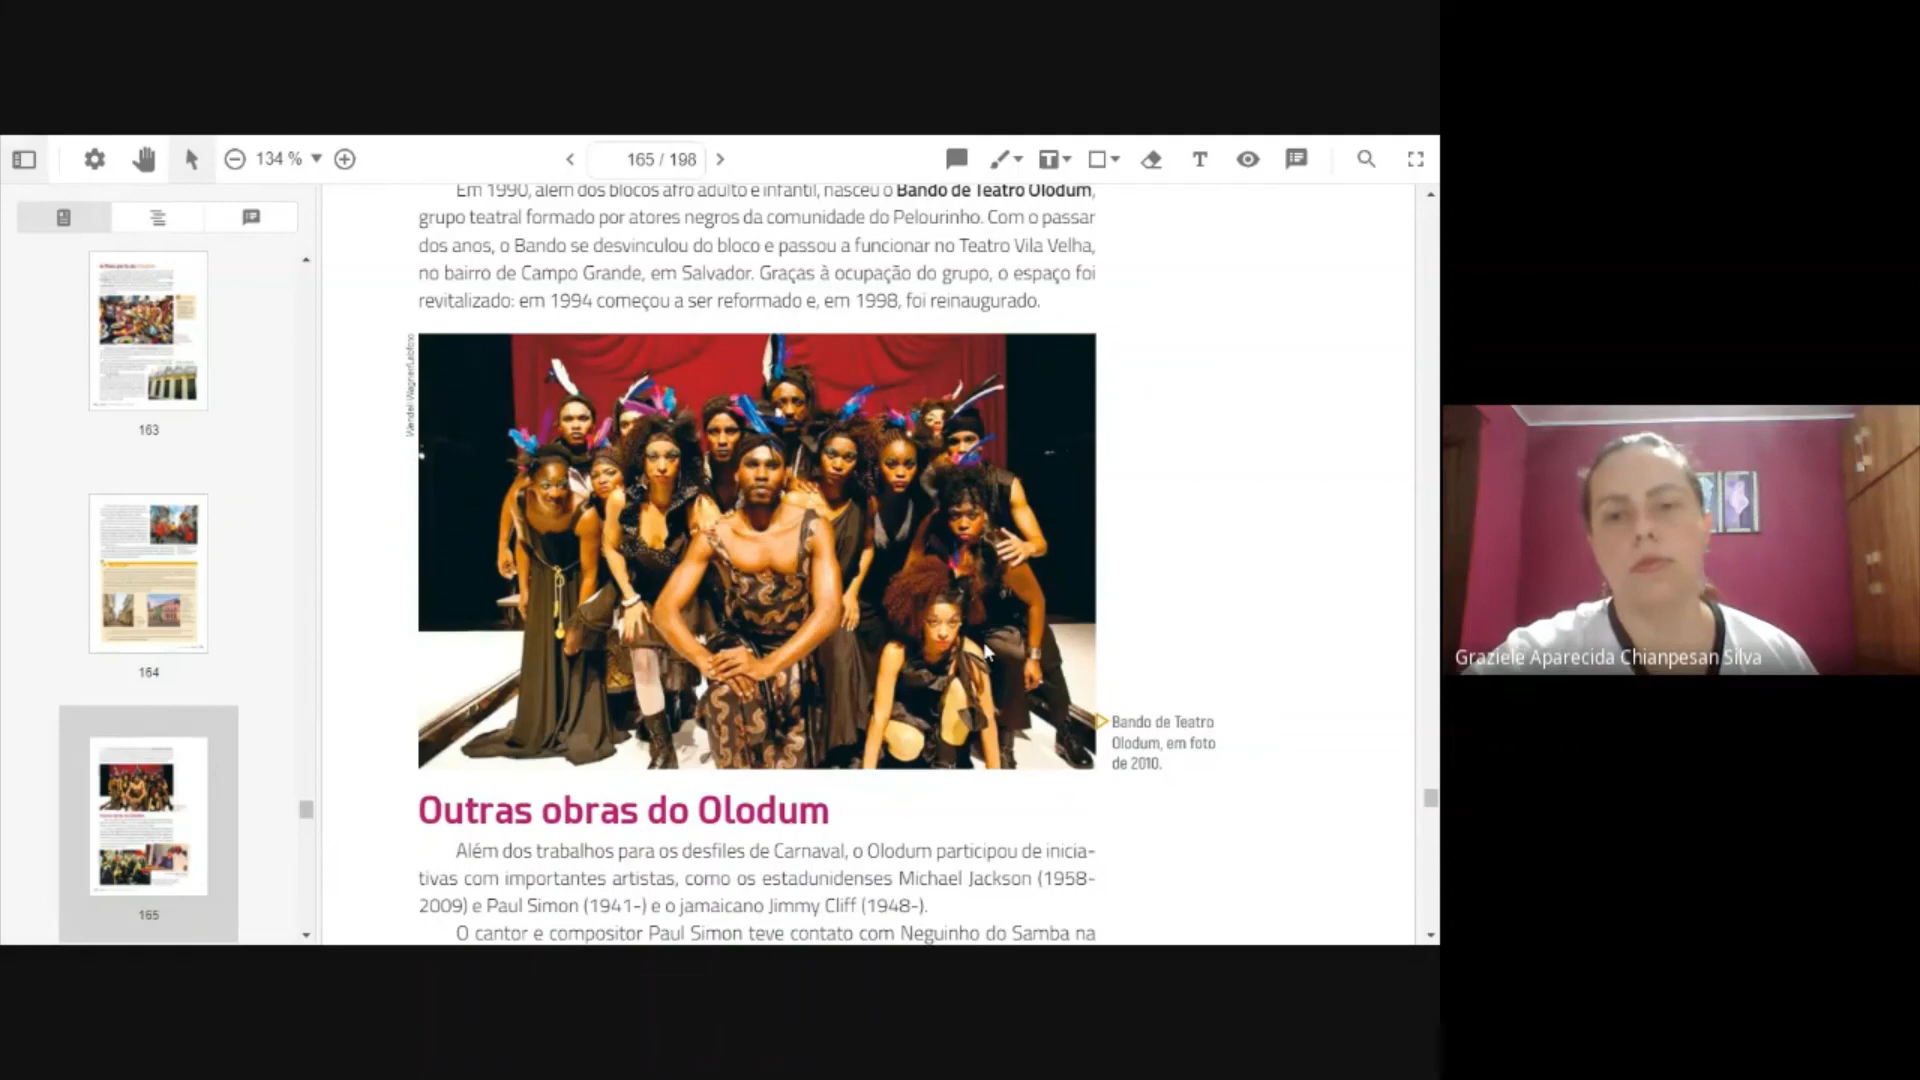 134 %
165 / 198
Em 1990, além dos blocos afro adulto e infantil, nasceu o Bando de Teatro Olodum,
grupo teatral formado por atores negros da comunidade do Pelourinho. Com o passar
dos anos, o Bando se desvinculou do bloco e passou a funcionar no Teatro Vila Velha,
no bairro de Campo Grande, em Salvador. Graças à ocupação do grupo, o espaço foi
revitalizado: em 1994 começou a ser reformado e, em 1998, foi reinaugurado.
Wendell Wagner/Labfoto
Bando de Teatro
Olodum, em foto
de 2010.
Outras obras do Olodum
Além dos trabalhos para os desfiles de Carnaval, o Olodum participou de inicia-
tivas com importantes artistas, como os estadunidenses Michael Jackson (1958-
2009) e Paul Simon (1941-) e o jamaicano Jimmy Cliff (1948-).
O cantor e compositor Paul Simon teve contato com Neguinho do Samba na
163
164
165
Graziele Aparecida Chianpesan Silva